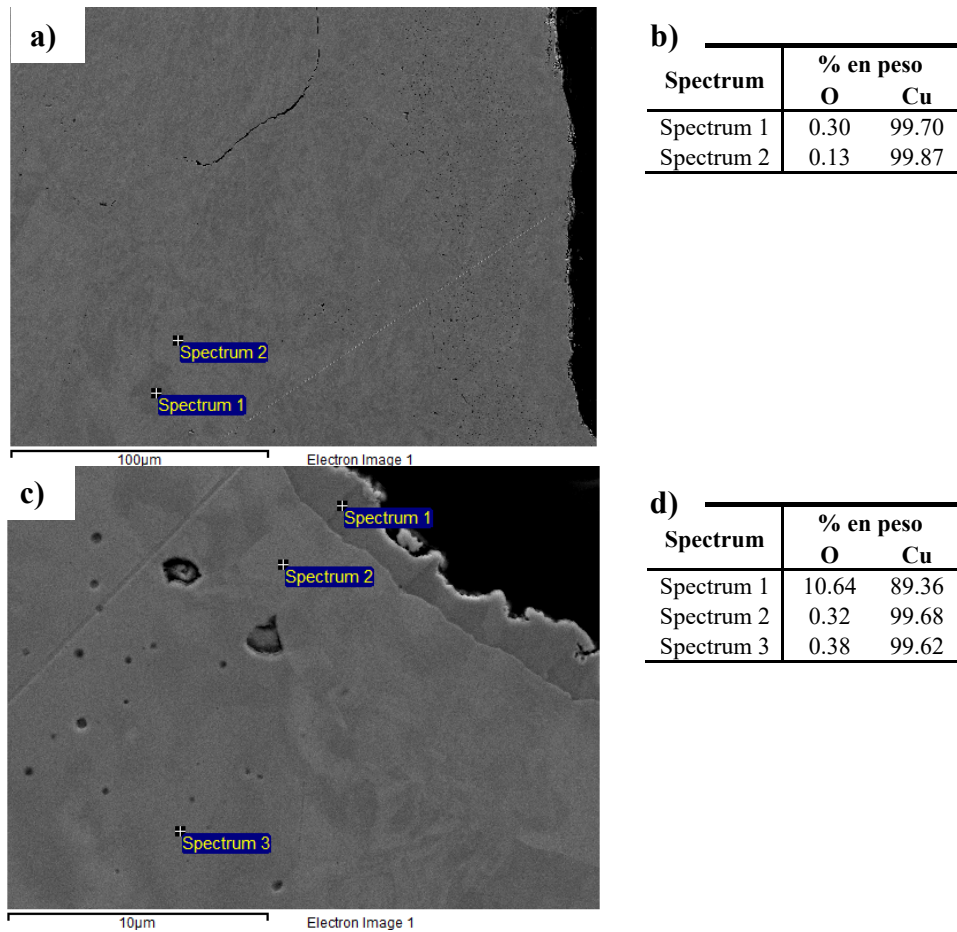 a)
Spectrum 2
Spectrum 1
100µm Electron Image 1
b)
Spectrum % en peso
O Cu
Spectrum 1 0.30 99.70
Spectrum 2 0.13 99.87
c)
Spectrum 1
Spectrum 2
Spectrum 3
10µm Electron Image 1
d)
Spectrum % en peso
O Cu
Spectrum 1 10.64 89.36
Spectrum 2 0.32 99.68
Spectrum 3 0.38 99.62